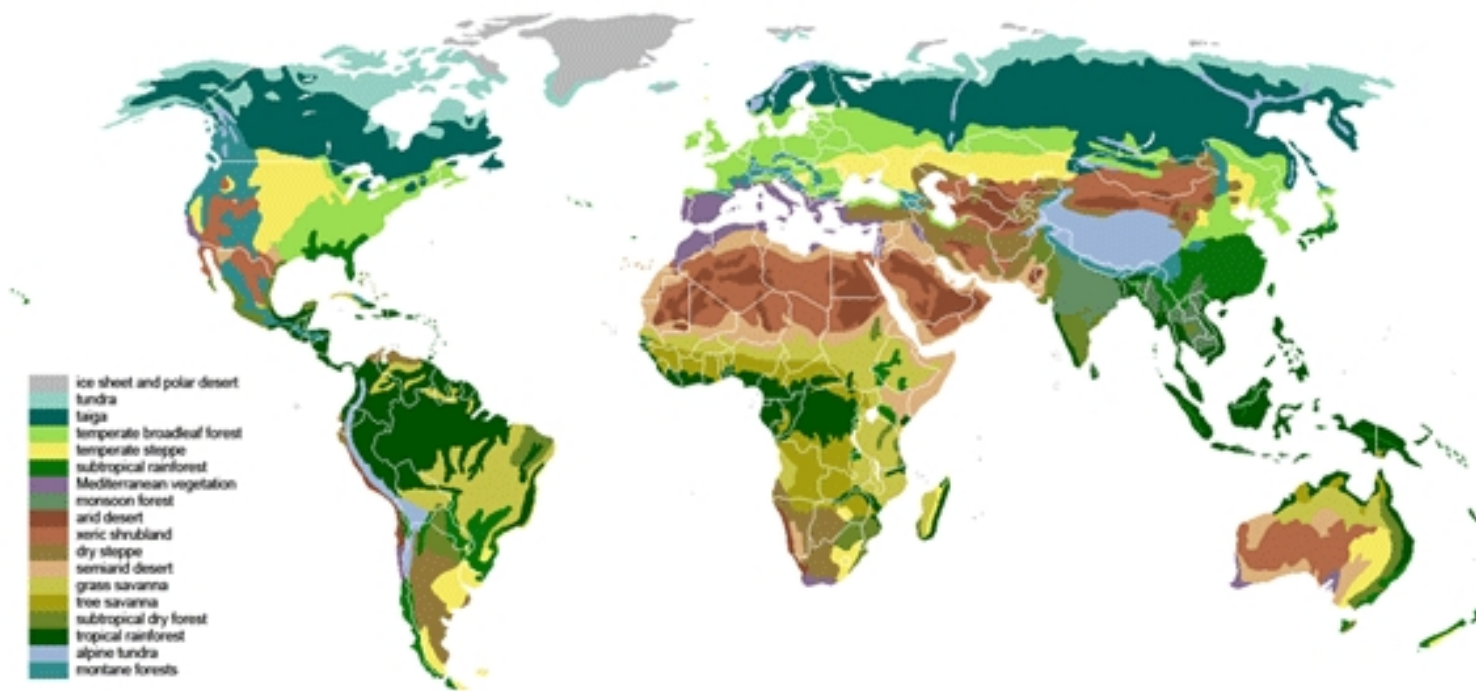 ice sheet and polar desert
tundra
taiga
temperate broadleaf forest
temperate steppe
subtropical rainforest
Mediterranean vegetation
monsoon forest
arid desert
xeric shrubland
dry steppe
semiarid desert
grass savanna
tree savanna
subtropical dry forest
tropical rainforest
alpine tundra
montane forests